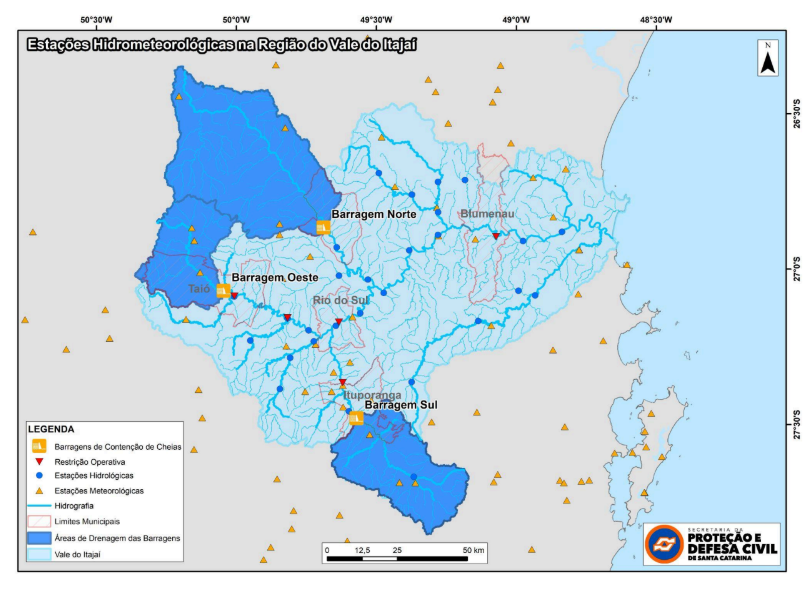 50°30'W 50°00'W 49°30'W 49°00'W 48°30'W
Estações Hidrometeorológicas na Região do Vale do Itajaí
N
26°30'S
Barragem Norte
Blumenau
27°0'S
Barragem Oeste
Taió
Rio do Sul
Ituporanga
Barragem Sul
27°30'S
LEGENDA
Barragens de Contenção de Cheias
Restrição Operativa
Estações Hidrológicas
Estações Meteorológicas
Hidrografia
Limites Municipais
Áreas de Drenagem das Barragens
Vale do Itajaí
0 12,5 25 50 km
SECRETARIA DA
PROTEÇÃO E
DEFESA CIVIL
DE SANTA CATARINA